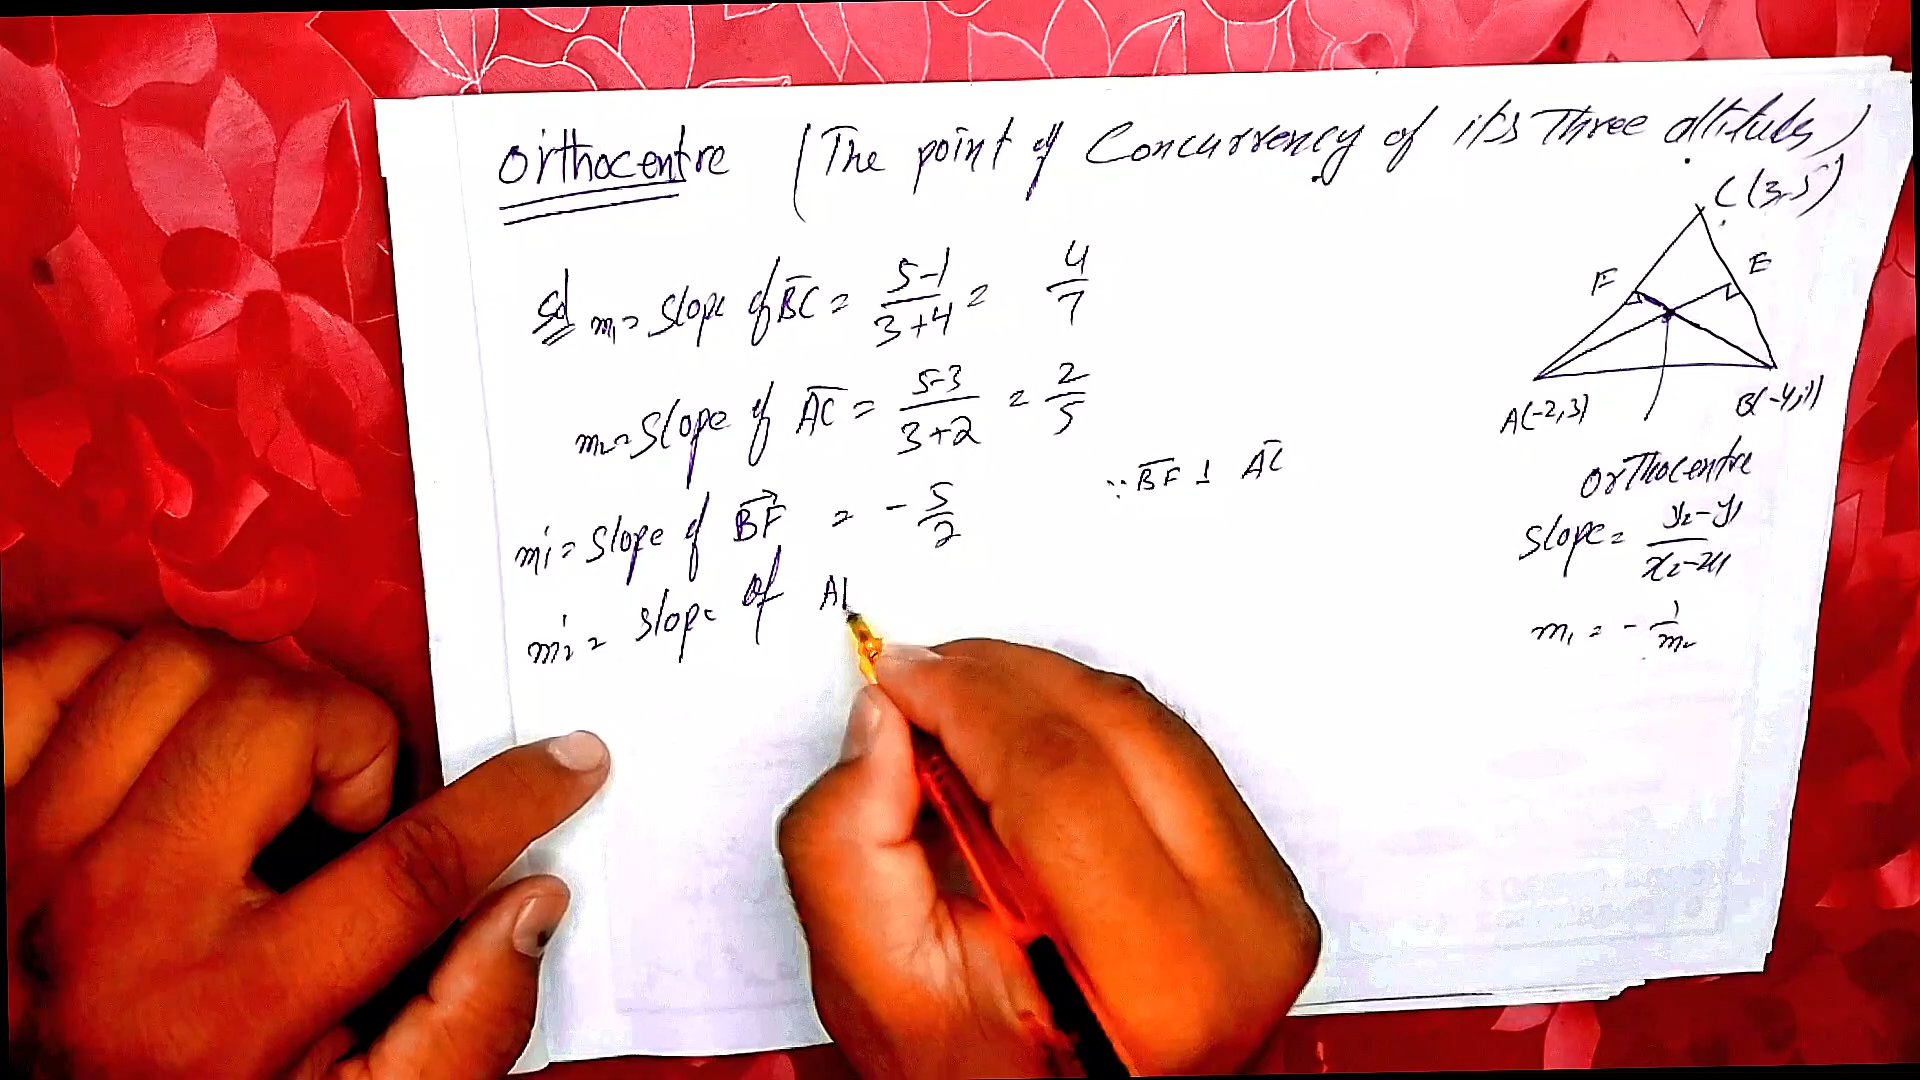 Orthocentre (The point of Concurrency of its Three altitudes)
Sol m₁ = Slope of BC = 5-1/3+4 = 4/7
m₂ = Slope of AC = 5-3/3+2 = 2/5
m₁' = Slope of BF = -5/2 ∵ BF ⊥ AC
m₂' = Slope of A
C(3,5)
F E
A(-2,3) B(-4,1)
Orthocentre
Slope = y₂-y₁/x₂-x₁
m₁ = -1/m₂